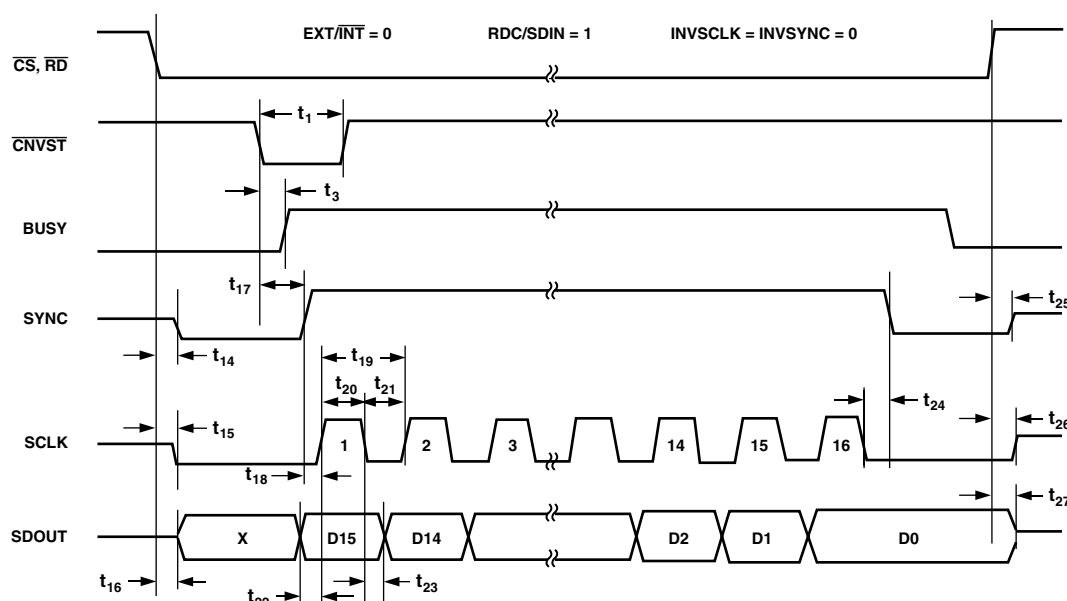 EXT/INT = 0 RDC/SDIN = 1 INVSCLK = INVSYNC = 0
CS, RD
t1
CNVST
t3
BUSY
t17
SYNC
t25
t14
t19
t20 t21
t24
t15
t26
SCLK
1 2 3 14 15 16
t18
t27
SDOUT
X D15 D14 D2 D1 D0
t16
t23